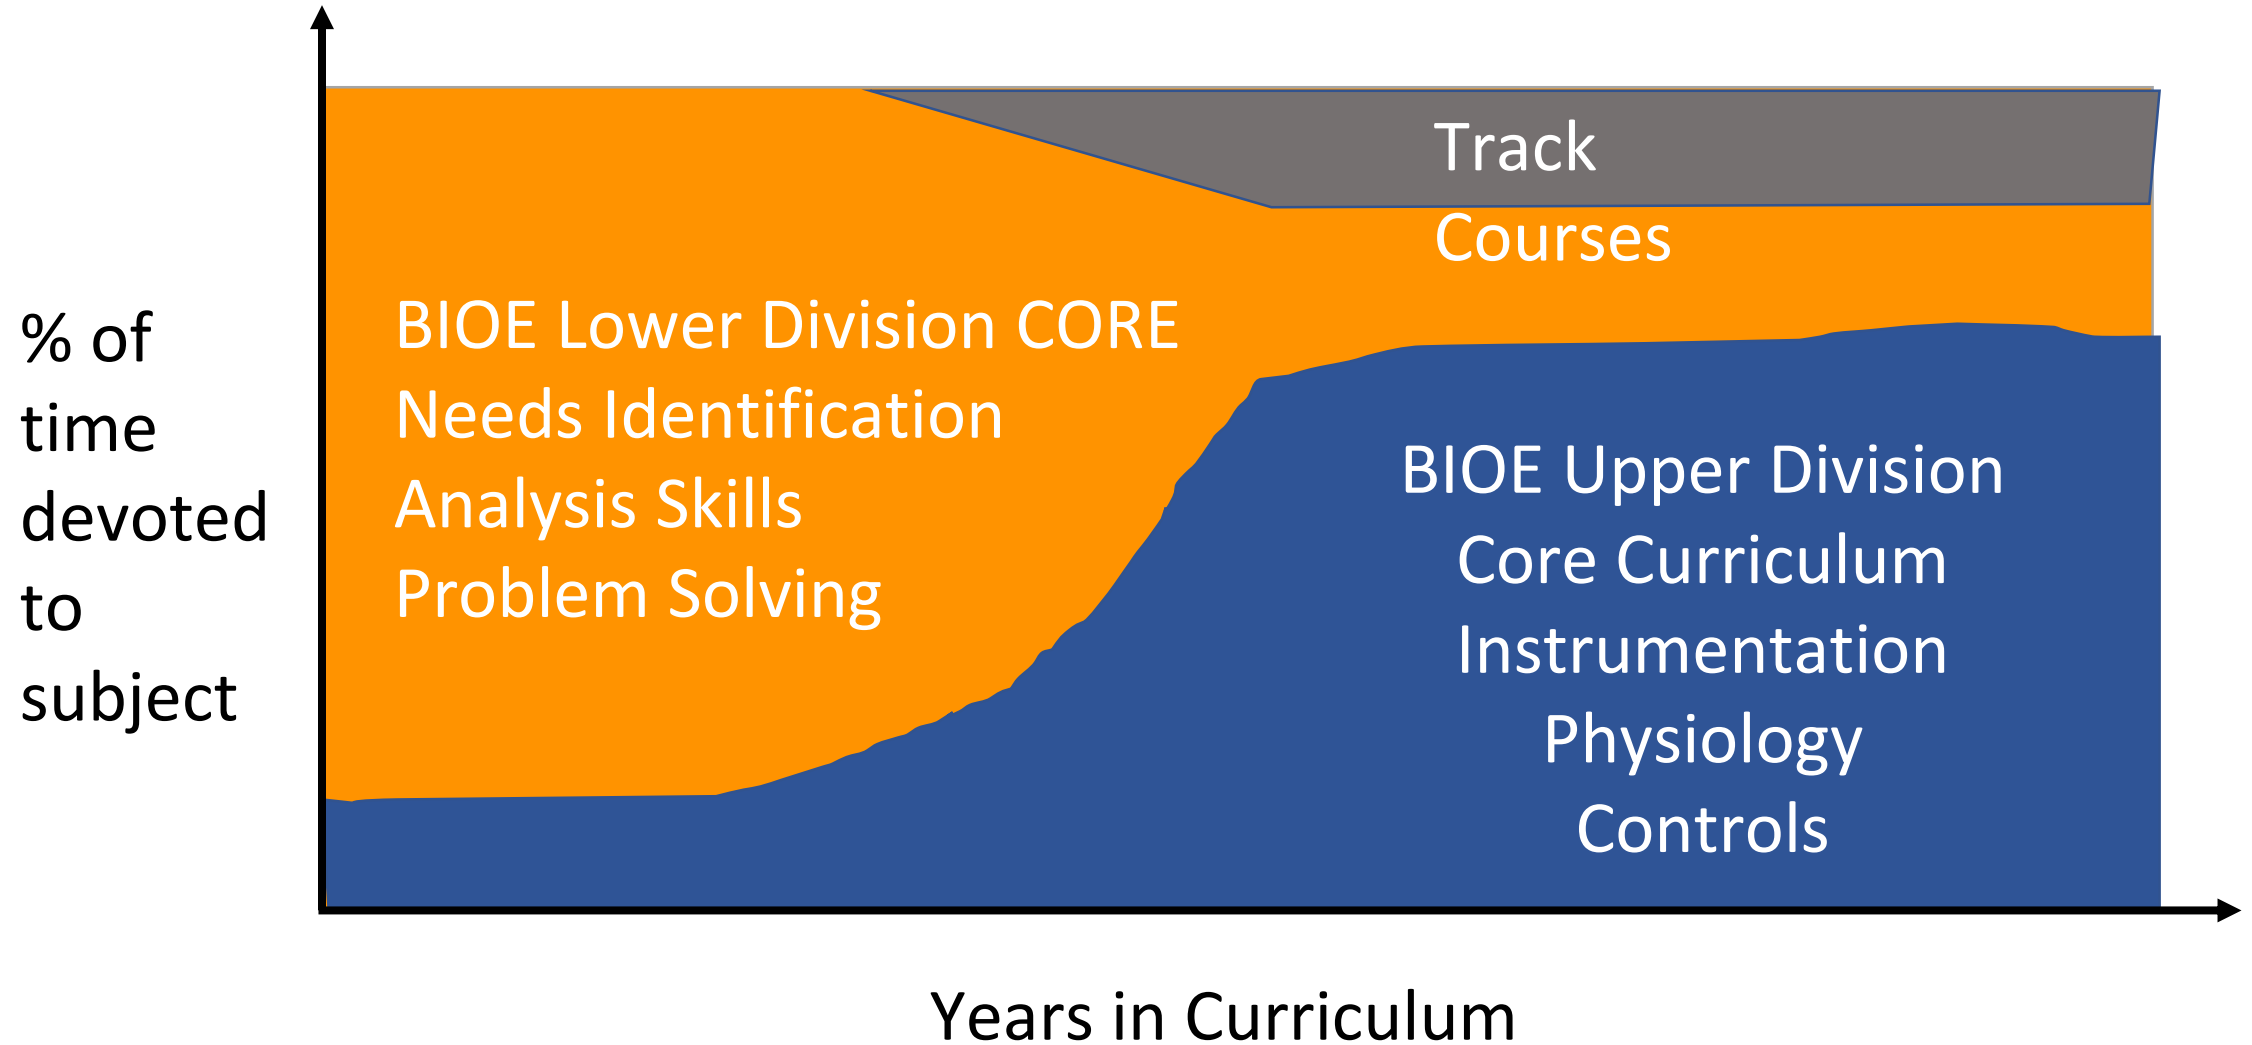 % of
time
devoted
to
subject
BIOE Lower Division CORE
Needs Identification
Analysis Skills
Problem Solving
Track
Courses
BIOE Upper Division
Core Curriculum
Instrumentation
Physiology
Controls
Years in Curriculum